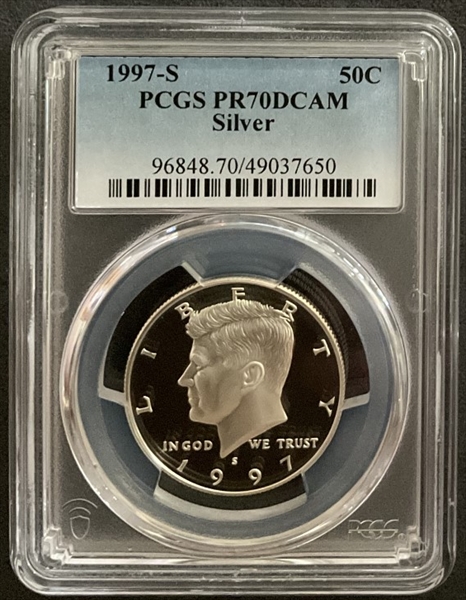 1997-S 50C
PCGS PR70DCAM
Silver
96848.70/49037650
LIBERTY
IN GOD WE TRUST
S
1997
PCGS